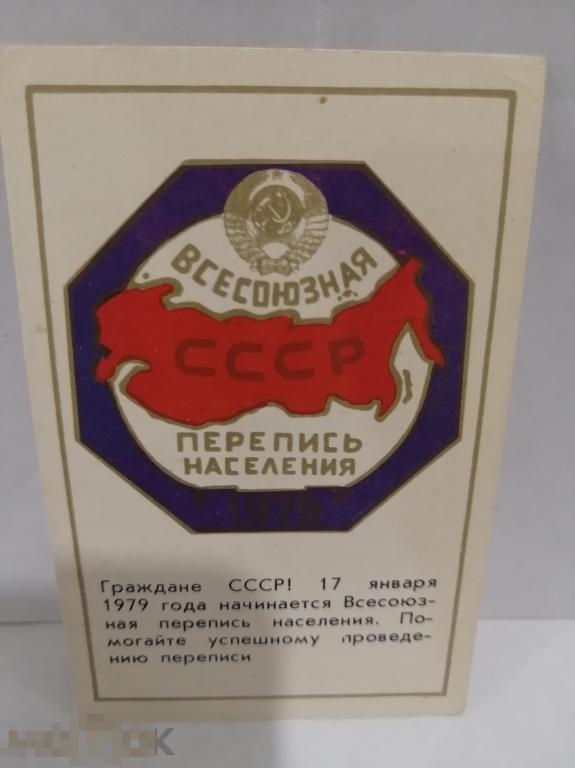 ВСЕСОЮЗНАЯ
СССР
ПЕРЕПИСЬ
НАСЕЛЕНИЯ
1979
Граждане СССР! 17 января
1979 года начинается Всесоюз-
ная перепись населения. По-
могайте успешному проведе-
нию переписи